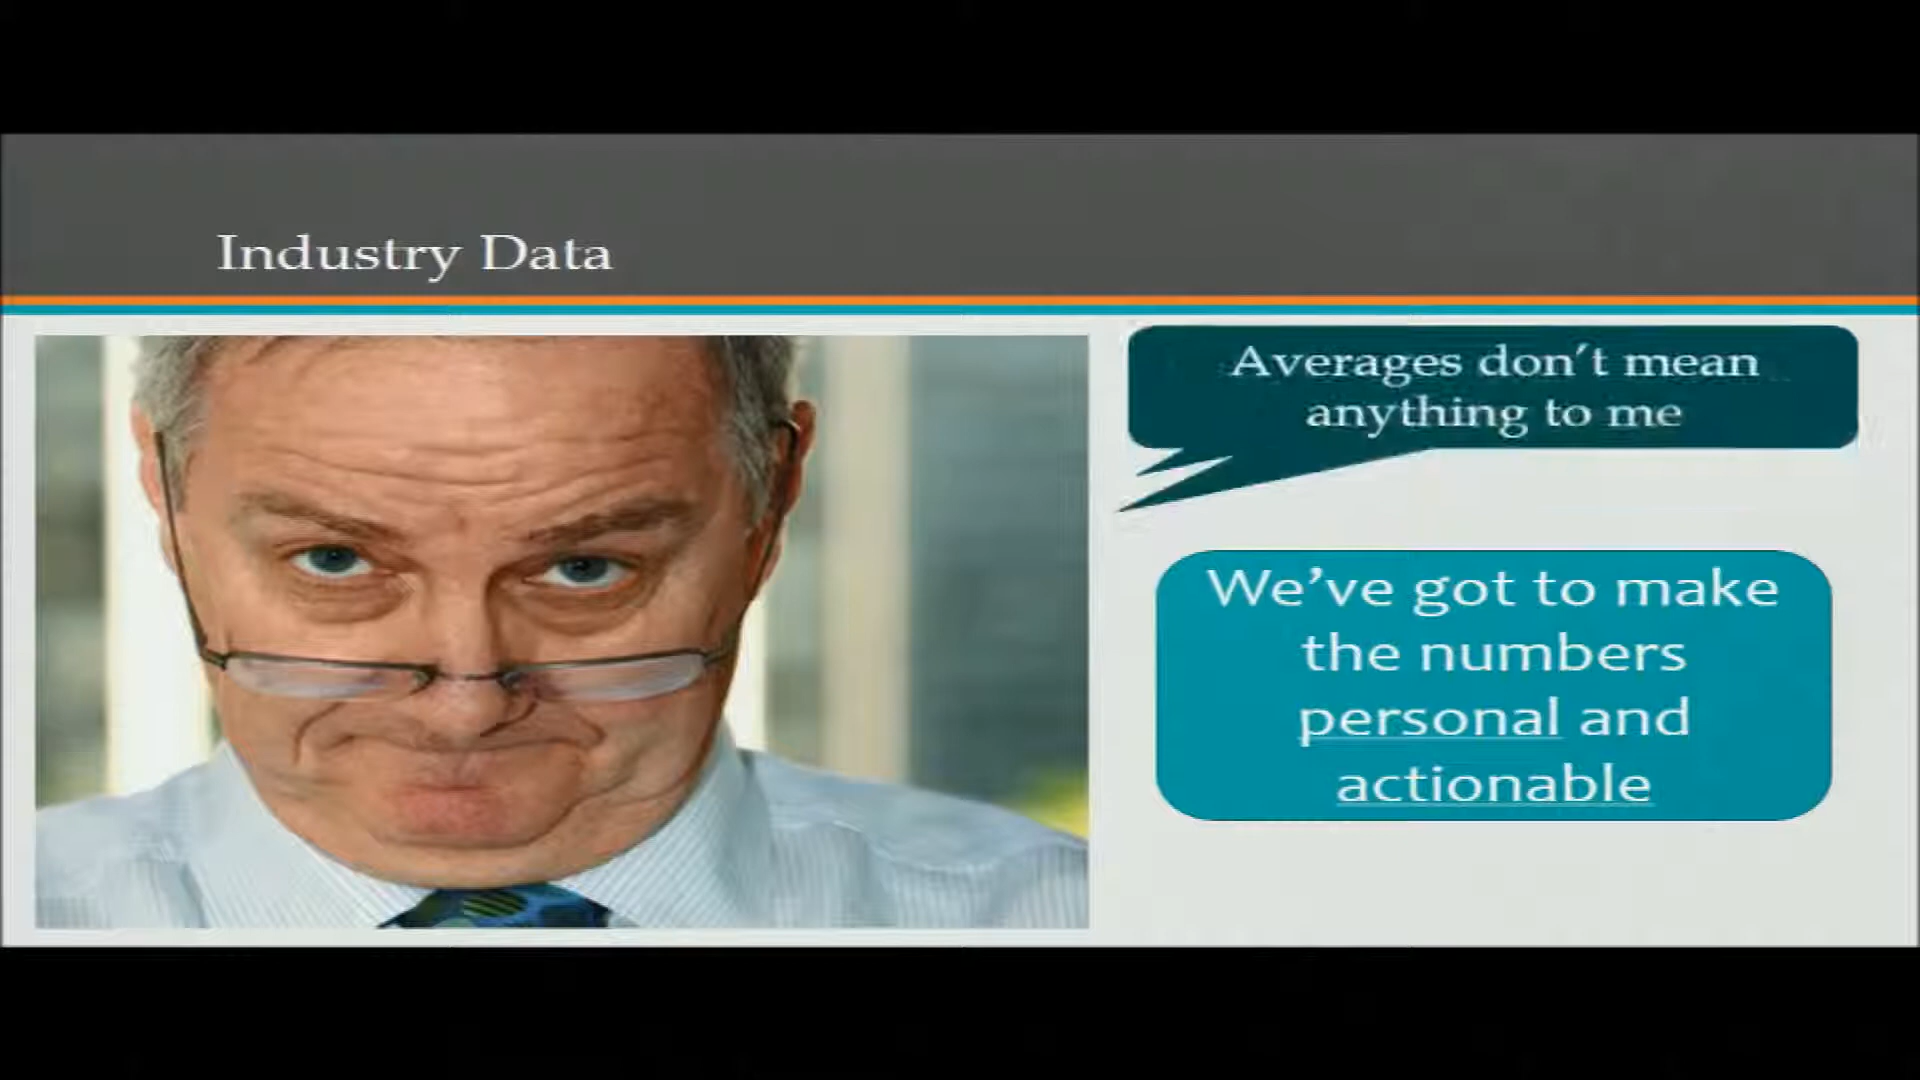 Industry Data
Averages don't mean
anything to me
We've got to make
the numbers
personal and
actionable